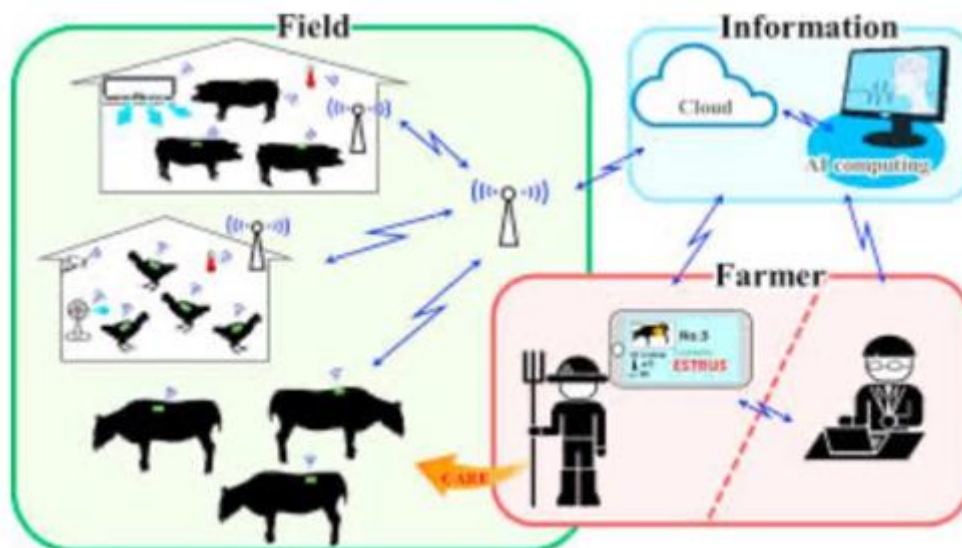 Field
Information
Cloud
AI computing
Farmer
No.5
ESTRUS
CARE